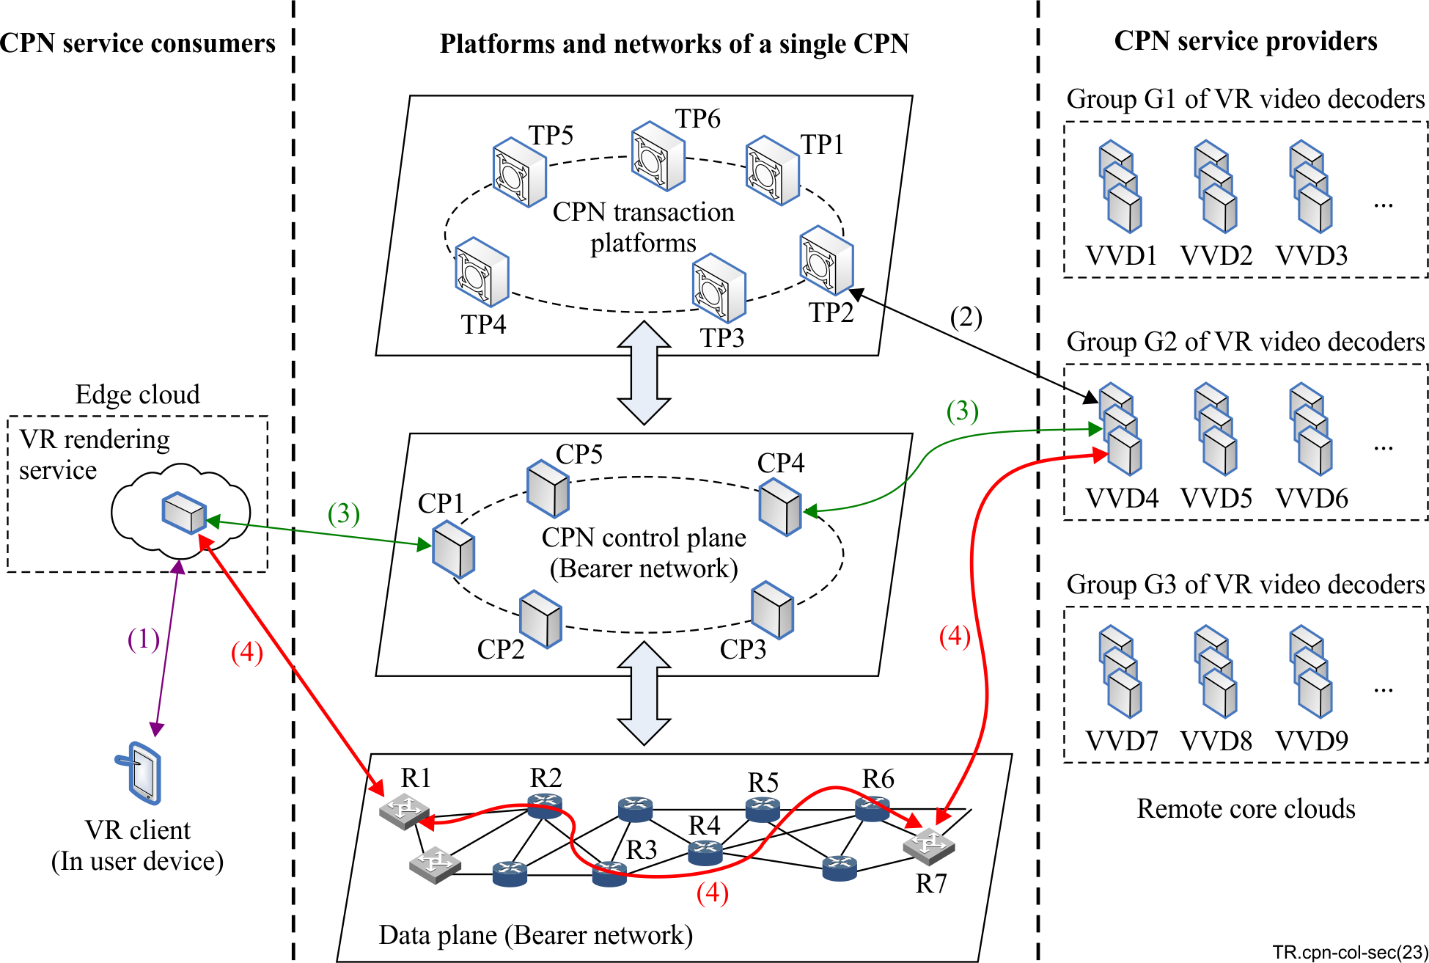 CPN service consumers
Platforms and networks of a single CPN
CPN service providers
Group G1 of VR video decoders
TP6
TP5
TP1
CPN transaction
platforms
TP4
TP3
TP2
...
VVD1
VVD2
VVD3
(2)
Group G2 of VR video decoders
...
VVD4
VVD5
VVD6
Edge cloud
VR rendering
service
(3)
(3)
CP5
CP4
CP1
CPN control plane
(Bearer network)
CP2
CP3
(1)
(4)
(4)
Group G3 of VR video decoders
...
VVD7
VVD8
VVD9
Remote core clouds
VR client
(In user device)
R1
R2
R5
R6
R3
R4
R7
(4)
Data plane (Bearer network)
TR.cpn-col-sec(23)